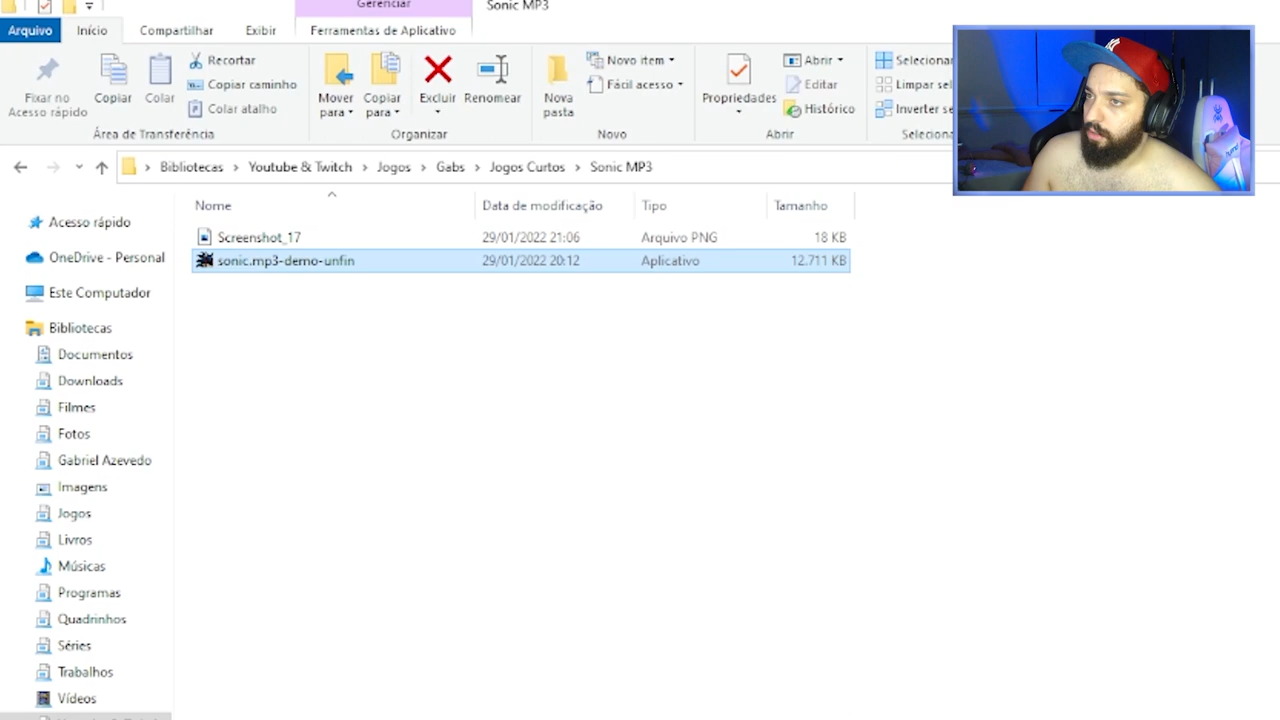 Gerenciar
Sonic MP3
Arquivo Início Compartilhar Exibir Ferramentas de Aplicativo
Fixar no Acesso rápido
Copiar
Colar
Recortar
Copiar caminho
Colar atalho
Área de Transferência
Mover para
Copiar para
Excluir
Renomear
Organizar
Nova pasta
Novo item
Fácil acesso
Novo
Propriedades
Abrir
Editar
Histórico
Abrir
Selecionar
Limpar sel
Inverter se
Seleciona
Bibliotecas > Youtube & Twitch > Jogos > Gabs > Jogos Curtos > Sonic MP3
Nome Data de modificação Tipo Tamanho
Screenshot_17 29/01/2022 21:06 Arquivo PNG 18 KB
sonic.mp3-demo-unfin 29/01/2022 20:12 Aplicativo 12.711 KB
Acesso rápido
OneDrive - Personal
Este Computador
Bibliotecas
Documentos
Downloads
Filmes
Fotos
Gabriel Azevedo
Imagens
Jogos
Livros
Músicas
Programas
Quadrinhos
Séries
Trabalhos
Vídeos